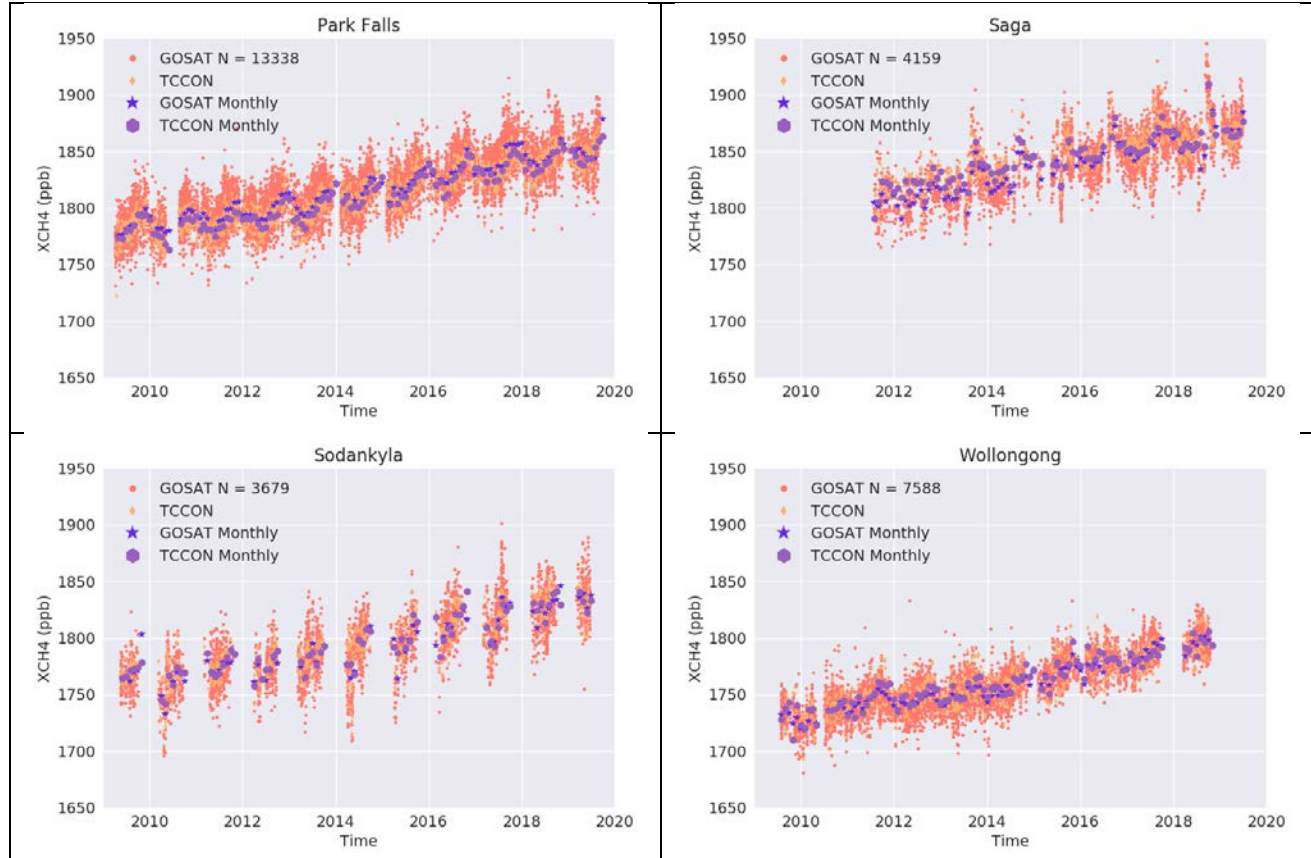 Park Falls
GOSAT N = 13338
TCCON
GOSAT Monthly
TCCON Monthly
1950
1900
1850
1800
1750
1700
1650
XCH4 (ppb)
2010 2012 2014 2016 2018 2020
Time
Saga
GOSAT N = 4159
TCCON
GOSAT Monthly
TCCON Monthly
1950
1900
1850
1800
1750
1700
1650
XCH4 (ppb)
2010 2012 2014 2016 2018 2020
Time
Sodankyla
GOSAT N = 3679
TCCON
GOSAT Monthly
TCCON Monthly
1950
1900
1850
1800
1750
1700
1650
XCH4 (ppb)
2010 2012 2014 2016 2018 2020
Time
Wollongong
GOSAT N = 7588
TCCON
GOSAT Monthly
TCCON Monthly
1950
1900
1850
1800
1750
1700
1650
XCH4 (ppb)
2010 2012 2014 2016 2018 2020
Time